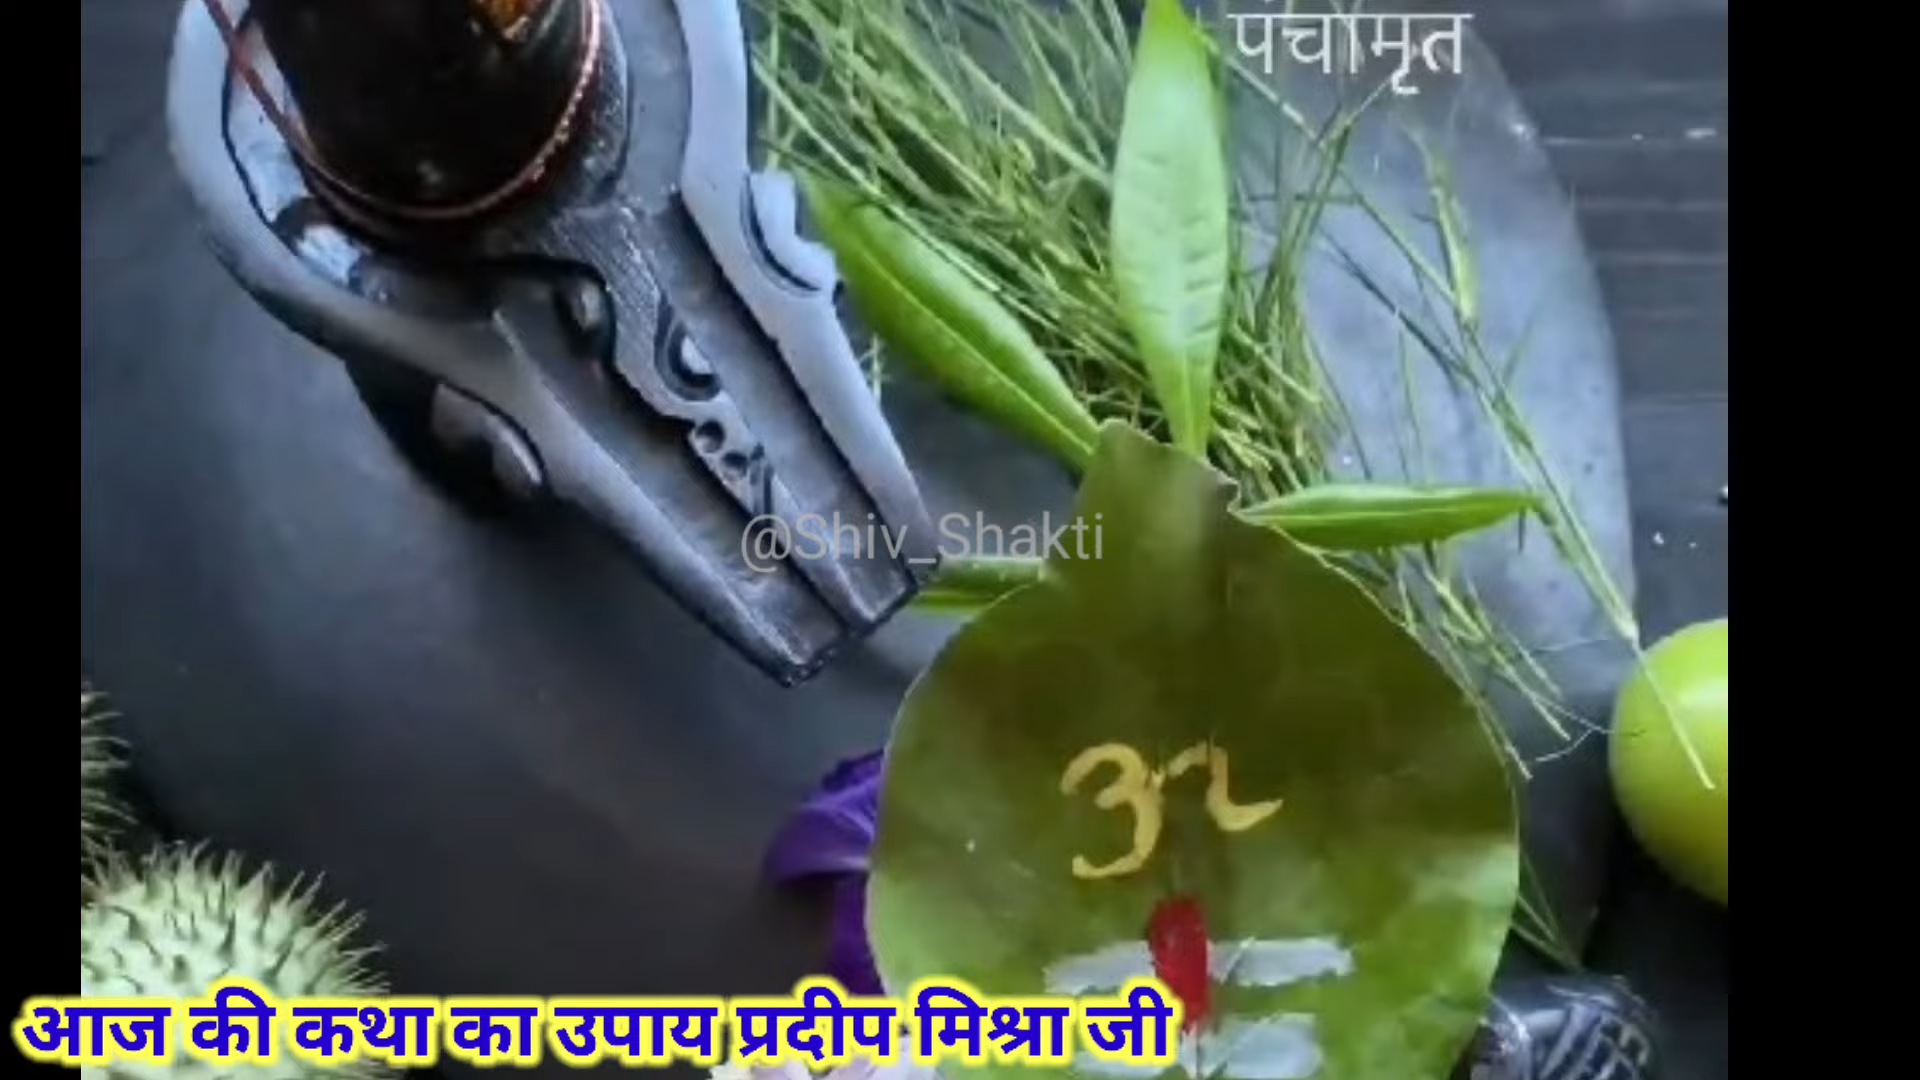 पंचामृत
@Shiv_Shakti
आज की कथा का उपाय प्रदीप मिश्रा जी